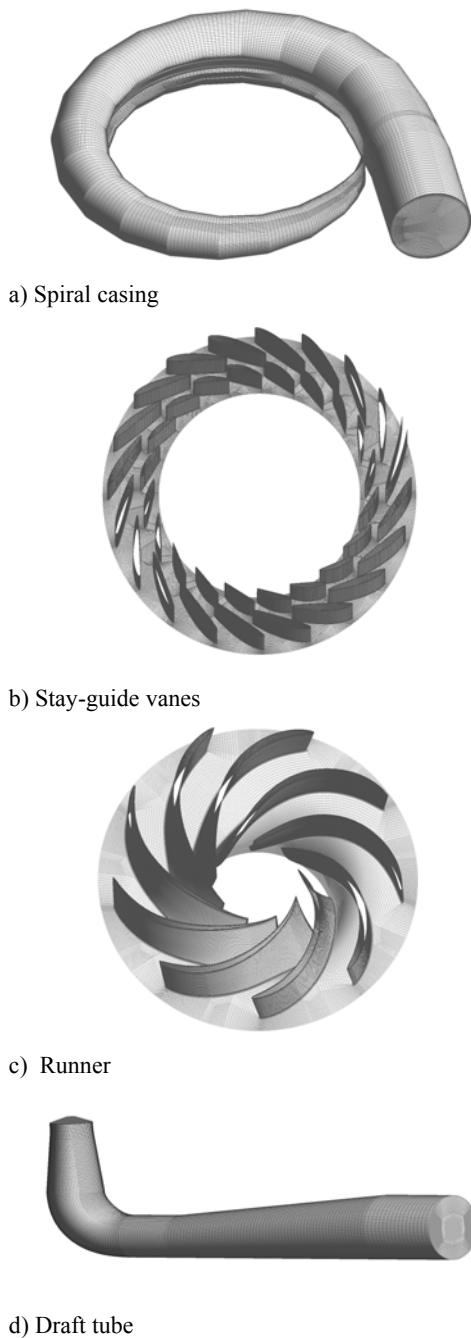 a) Spiral casing
b) Stay-guide vanes
c) Runner
d) Draft tube